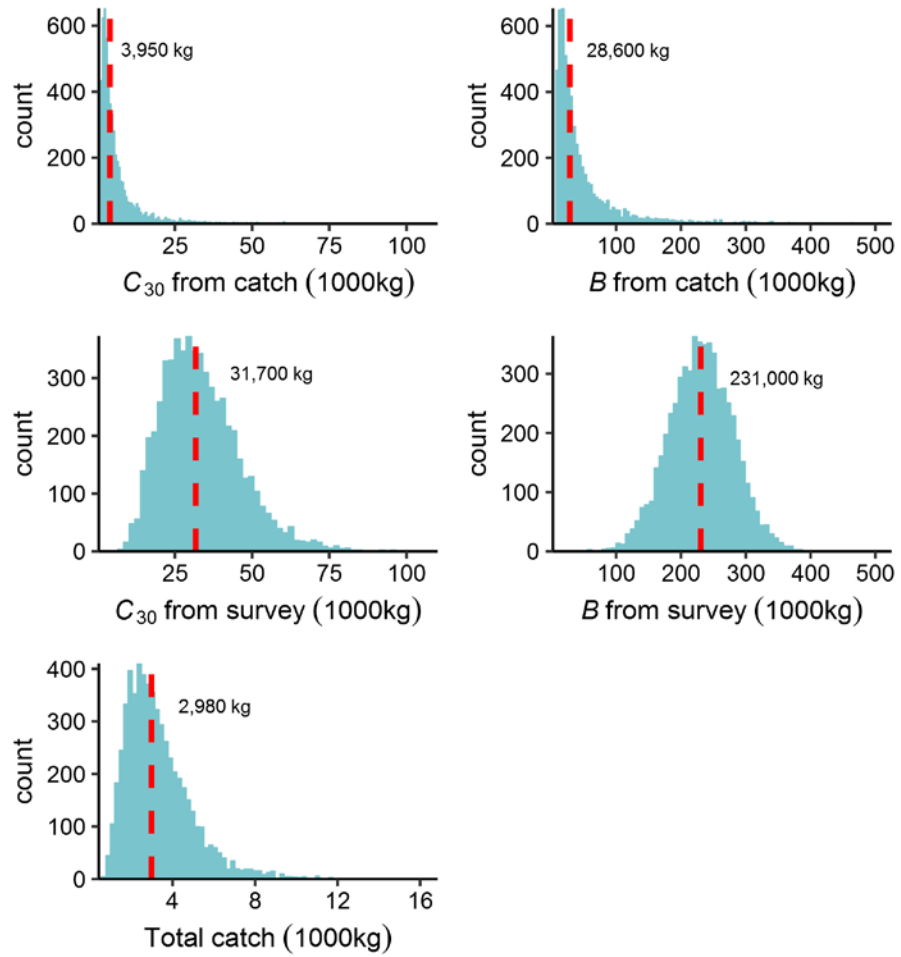 600
400
200
0
count
3,950 kg
25 75 100
C30 from catch (1000kg)
600
400
200
0
count
28,600 kg
100 200 300 400 500
B from catch (1000kg)
300
200
100
0
count
31,700 kg
25 50 75 100
C30 from survey (1000kg)
300
200
100
0
count
231,000 kg
100 200 300 400 500
B from survey (1000kg)
400
300
200
100
0
count
2,980 kg
4 8 12 16
Total catch (1000kg)